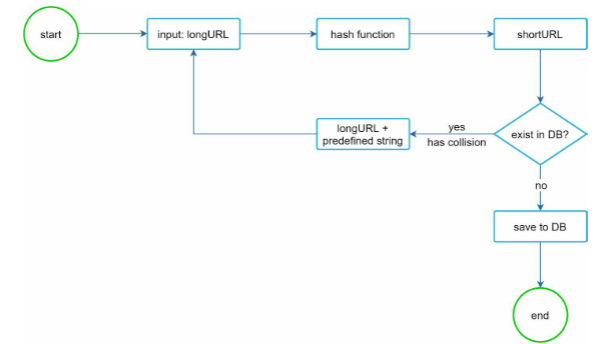 start
input: longURL
hash function
shortURL
longURL +
predefined string
yes
has collision
exist in DB?
no
save to DB
end